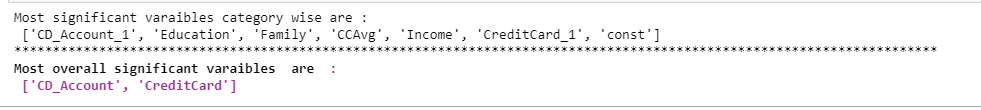 Most significant varaibles category wise are :
['CD_Account_1', 'Education', 'Family', 'CCAvg', 'Income', 'CreditCard_1', 'const']
********************************************************************************************************************
Most overall significant varaibles  are  :
['CD_Account', 'CreditCard']